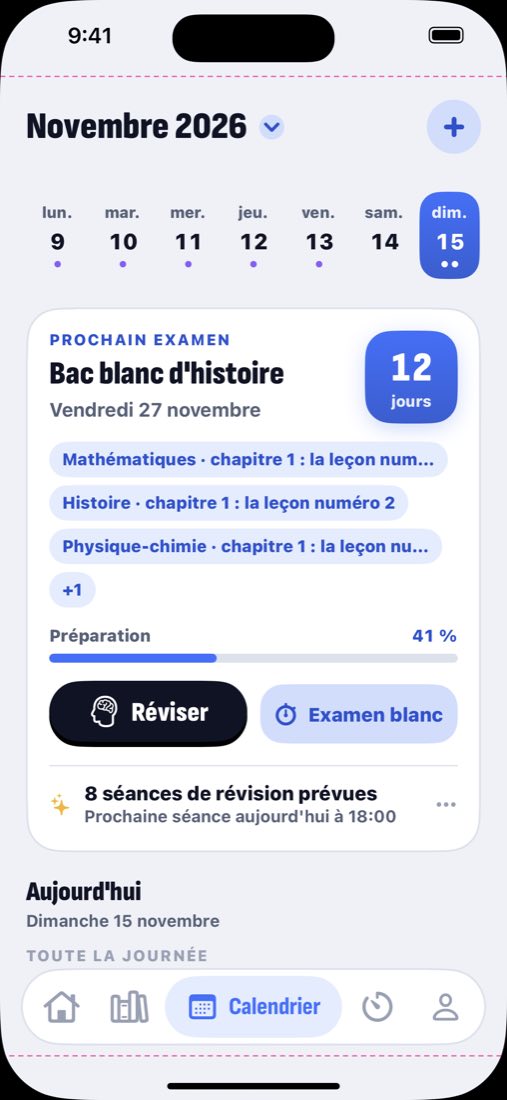 9:41
Novembre 2026
lun. mar. mer. jeu. ven. sam. dim.
9 10 11 12 13 14 15
PROCHAIN EXAMEN
Bac blanc d'histoire
Vendredi 27 novembre
12
jours
Mathématiques · chapitre 1 : la leçon num...
Histoire · chapitre 1 : la leçon numéro 2
Physique-chimie · chapitre 1 : la leçon nu...
+1
Préparation 41 %
Réviser Examen blanc
8 séances de révision prévues
Prochaine séance aujourd'hui à 18:00
Aujourd'hui
Dimanche 15 novembre
TOUTE LA JOURNÉE
Calendrier